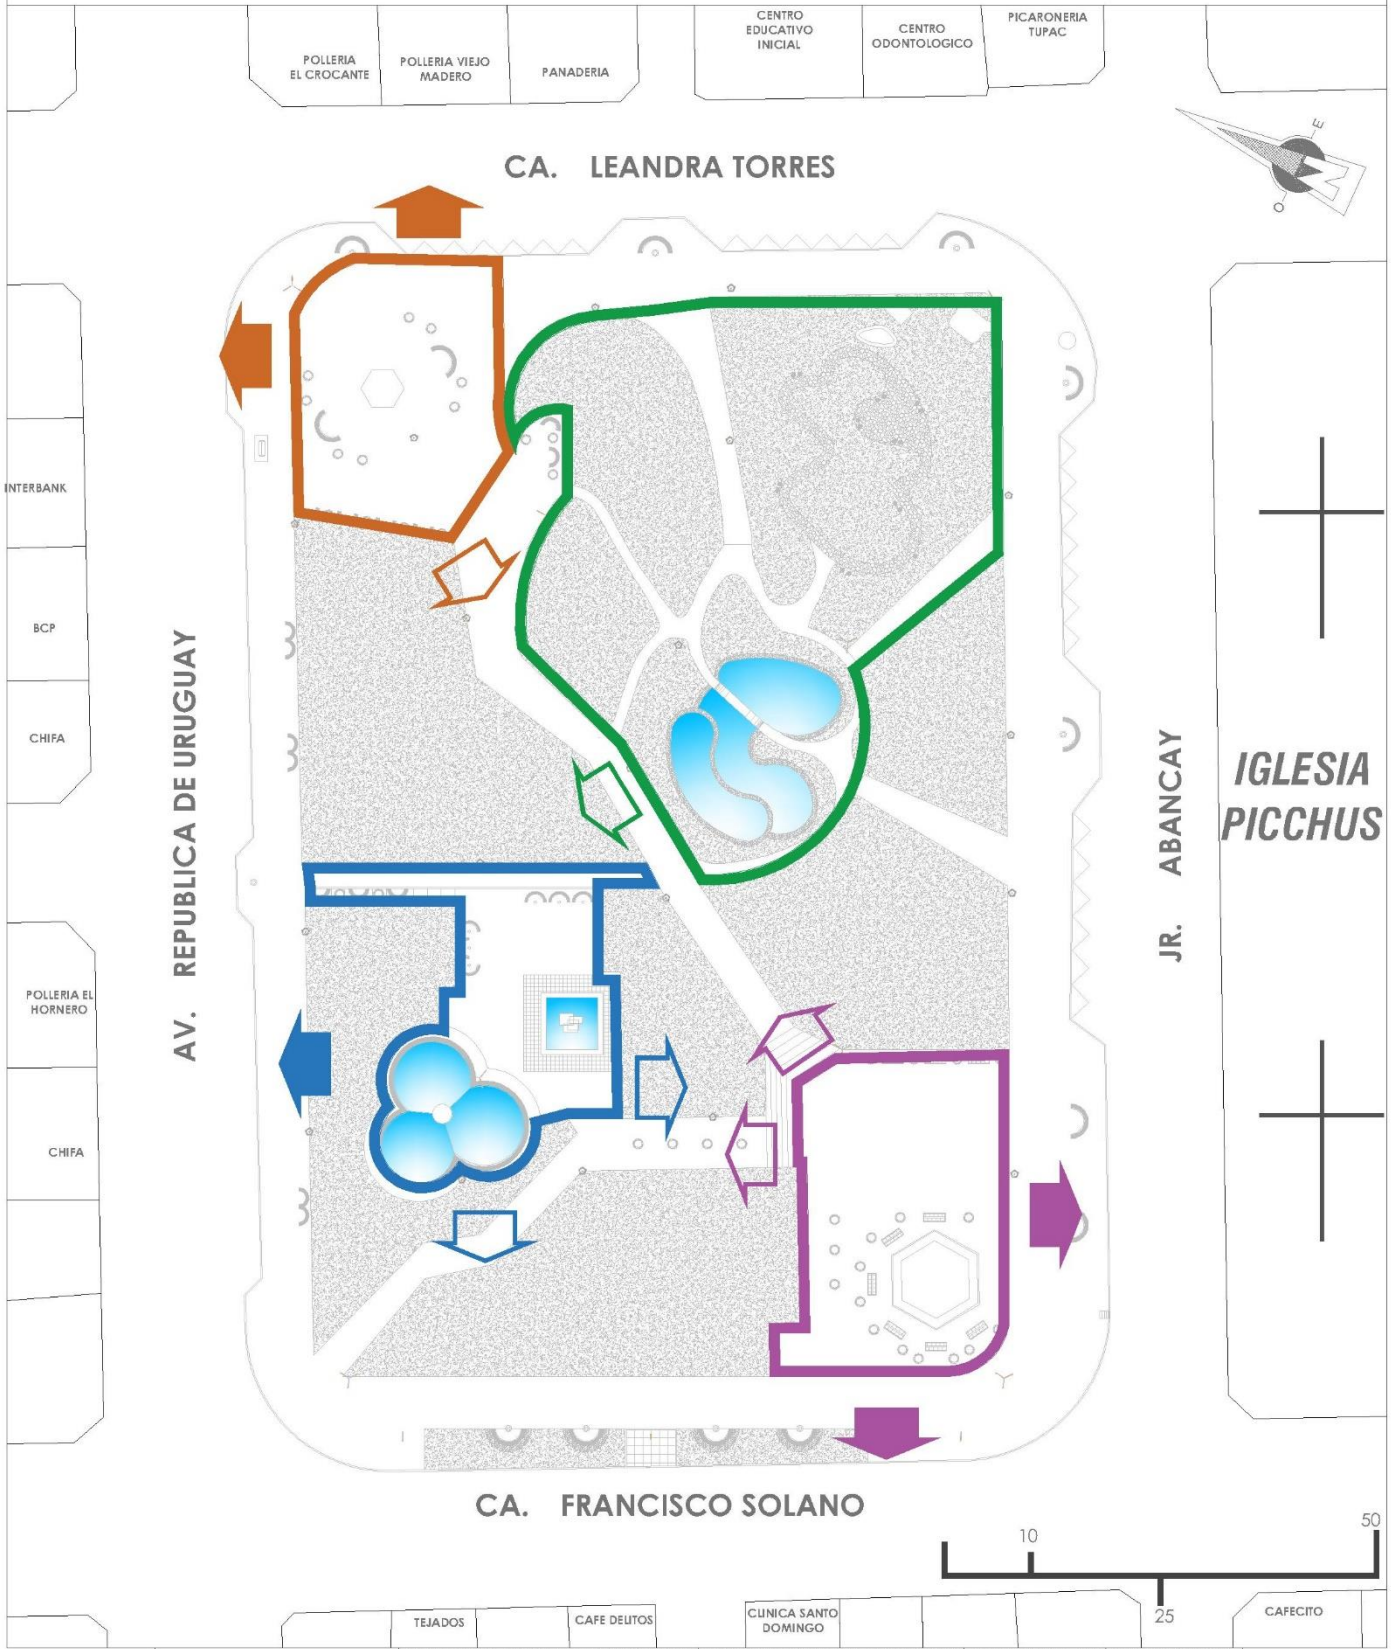 CENTRO
EDUCATIVO
INICIAL
CENTRO
ODONTOLOGICO
PICARONERIA
TUPAC
POLLERIA
EL CROCANTE
POLLERIA VIEJO
MADERO
PANADERIA
CA. LEANDRA TORRES
E
N
O
INTERBANK
BCP
CHIFA
AV. REPUBLICA DE URUGUAY
JR. ABANCAY
IGLESIA
PICCHUS
POLLERIA EL
HORNERO
CHIFA
CA. FRANCISCO SOLANO
10
50
25
TEJADOS
CAFE DELITOS
CLINICA SANTO
DOMINGO
CAFECITO